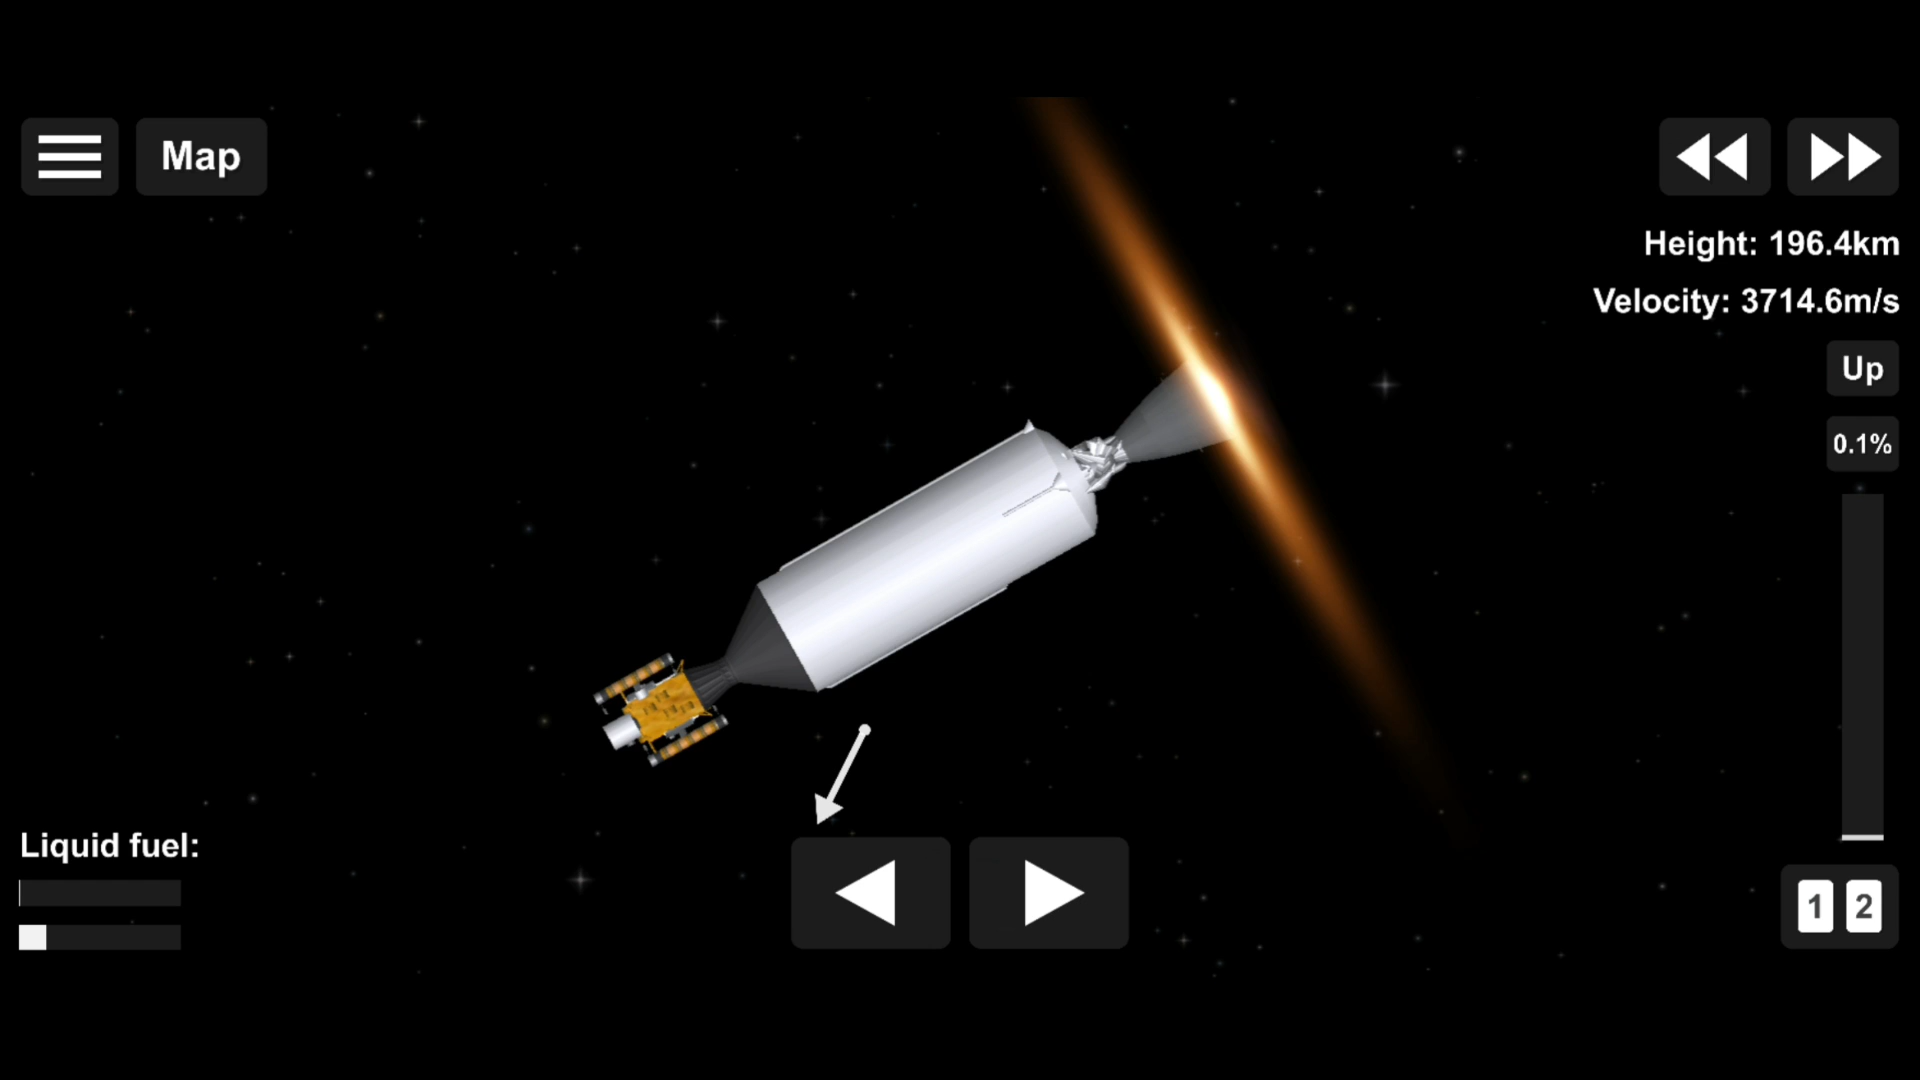 Map
Height: 196.4km
Velocity: 3714.6m/s
Up
0.1%
Liquid fuel:
1 2